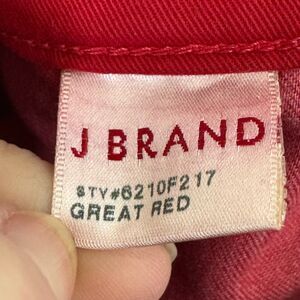 J BRAND
STY#6210F217
GREAT RED